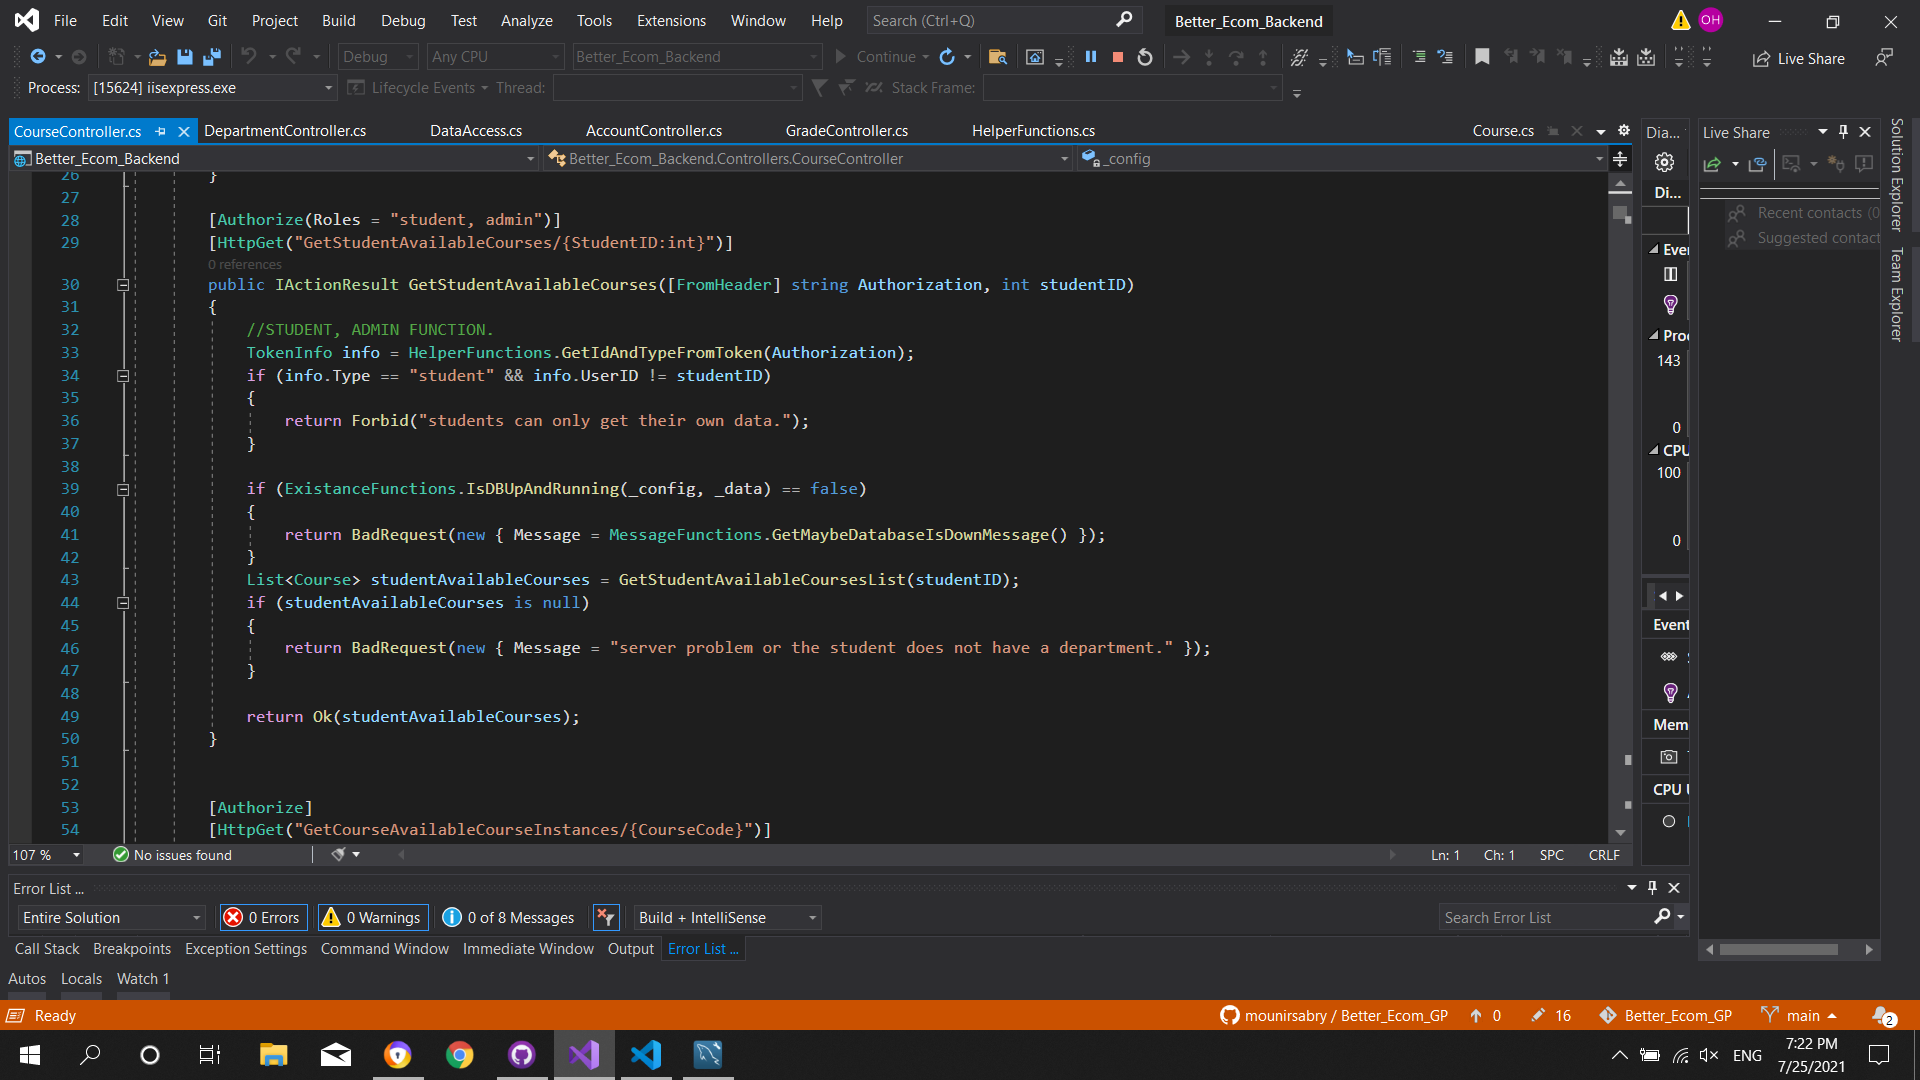 File Edit View Git Project Build Debug Test Analyze Tools Extensions Window Help Search (Ctrl+Q) Better_Ecom_Backend OH
Debug Any CPU Better_Ecom_Backend Continue Live Share
Process: [15624] iisexpress.exe Lifecycle Events Thread: Stack Frame:
CourseController.cs DepartmentController.cs DataAccess.cs AccountController.cs GradeController.cs HelperFunctions.cs Course.cs
Better_Ecom_Backend Better_Ecom_Backend.Controllers.CourseController _config
26 }
27
28 [Authorize(Roles = "student, admin")]
29 [HttpGet("GetStudentAvailableCourses/{StudentID:int}")]
0 references
30 public IActionResult GetStudentAvailableCourses([FromHeader] string Authorization, int studentID)
31 {
32 //STUDENT, ADMIN FUNCTION.
33 TokenInfo info = HelperFunctions.GetIdAndTypeFromToken(Authorization);
34 if (info.Type == "student" && info.UserID != studentID)
35 {
36 return Forbid("students can only get their own data.");
37 }
38
39 if (ExistanceFunctions.IsDBUpAndRunning(_config, _data) == false)
40 {
41 return BadRequest(new { Message = MessageFunctions.GetMaybeDatabaseIsDownMessage() });
42 }
43 List<Course> studentAvailableCourses = GetStudentAvailableCoursesList(studentID);
44 if (studentAvailableCourses is null)
45 {
46 return BadRequest(new { Message = "server problem or the student does not have a department." });
47 }
48
49 return Ok(studentAvailableCourses);
50 }
51
52
53 [Authorize]
54 [HttpGet("GetCourseAvailableCourseInstances/{CourseCode}")]
107 % No issues found Ln: 1 Ch: 1 SPC CRLF
Dia...
Di...
Eve
Pro
143
0
CPU
100
0
Event
Mem
CPU
Live Share
Recent contacts (0
Suggested contact
Solution Explorer
Team Explorer
Error List ...
Entire Solution 0 Errors 0 Warnings 0 of 8 Messages Build + IntelliSense Search Error List
Call Stack Breakpoints Exception Settings Command Window Immediate Window Output Error List ...
Autos Locals Watch 1
Ready mounirsabry / Better_Ecom_GP 0 16 Better_Ecom_GP main 2
ENG 7:22 PM
7/25/2021